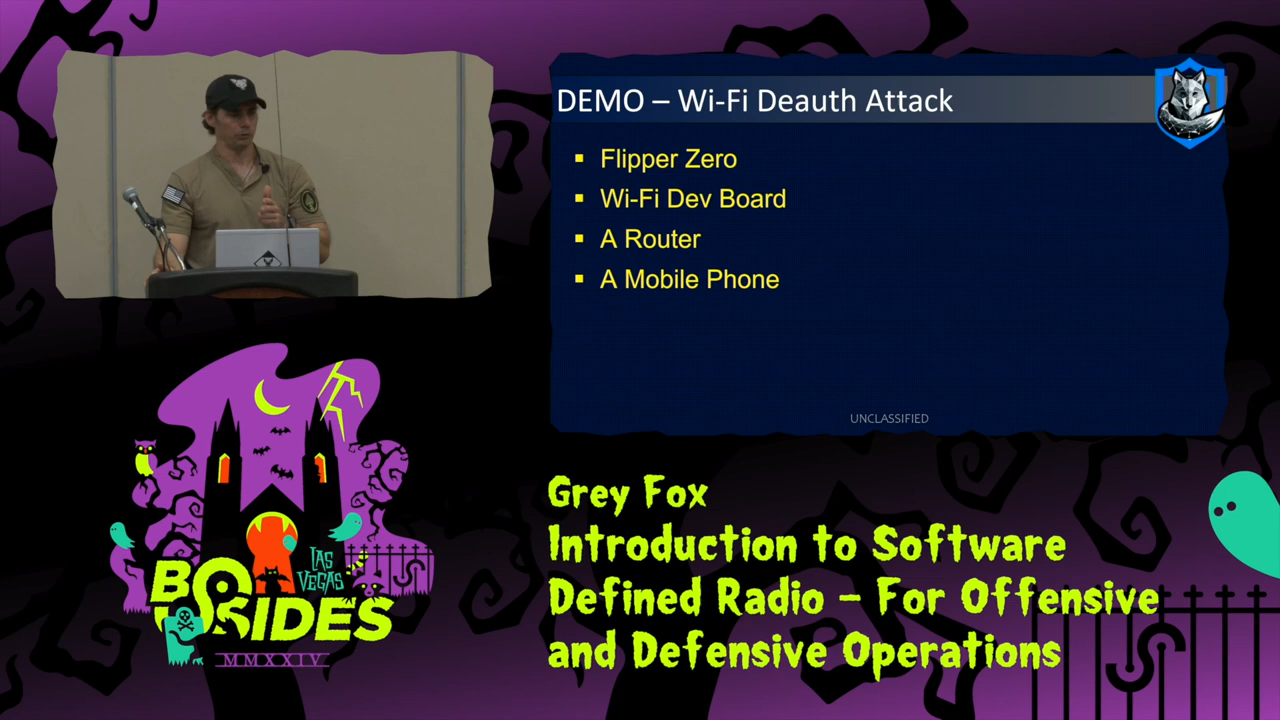 DEMO – Wi-Fi Deauth Attack
Flipper Zero
Wi-Fi Dev Board
A Router
A Mobile Phone
UNCLASSIFIED
LAS
VEGAS
BSIDES
MMXXIV
Grey Fox
Introduction to Software
Defined Radio – For Offensive
and Defensive Operations